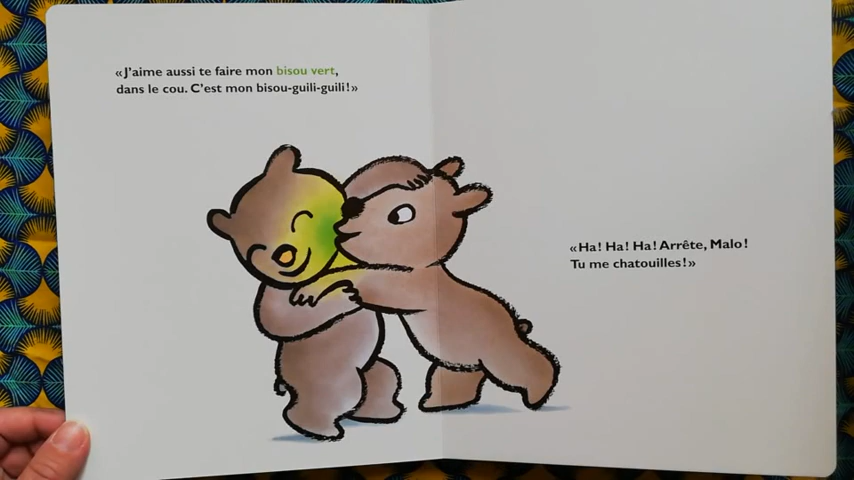 «J'aime aussi te faire mon bisou vert,
dans le cou. C'est mon bisou-guili-guili!»
«Ha! Ha! Ha! Arrête, Malo!
Tu me chatouilles!»